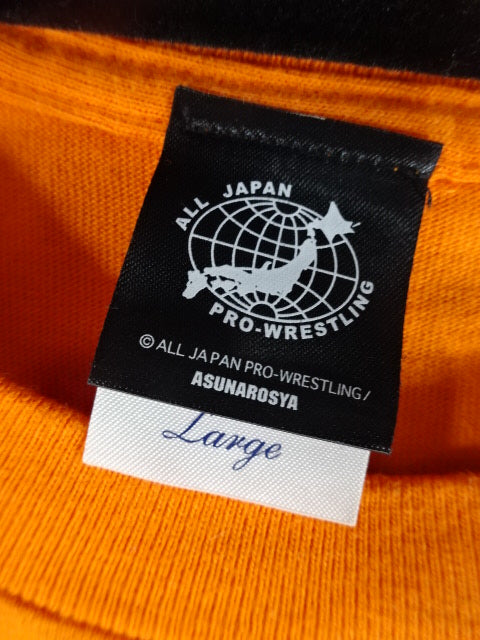 ALL JAPAN
PRO-WRESTLING
© ALL JAPAN PRO-WRESTLING/
ASUNAROSYA
Large